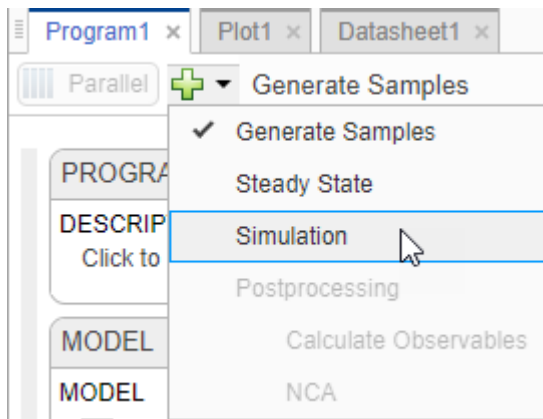 Program1 × Plot1 × Datasheet1 ×
Parallel Generate Samples
Generate Samples
PROGRA
Steady State
DESCRIP
Simulation
Click to
Postprocessing
MODEL
Calculate Observables
MODEL
NCA